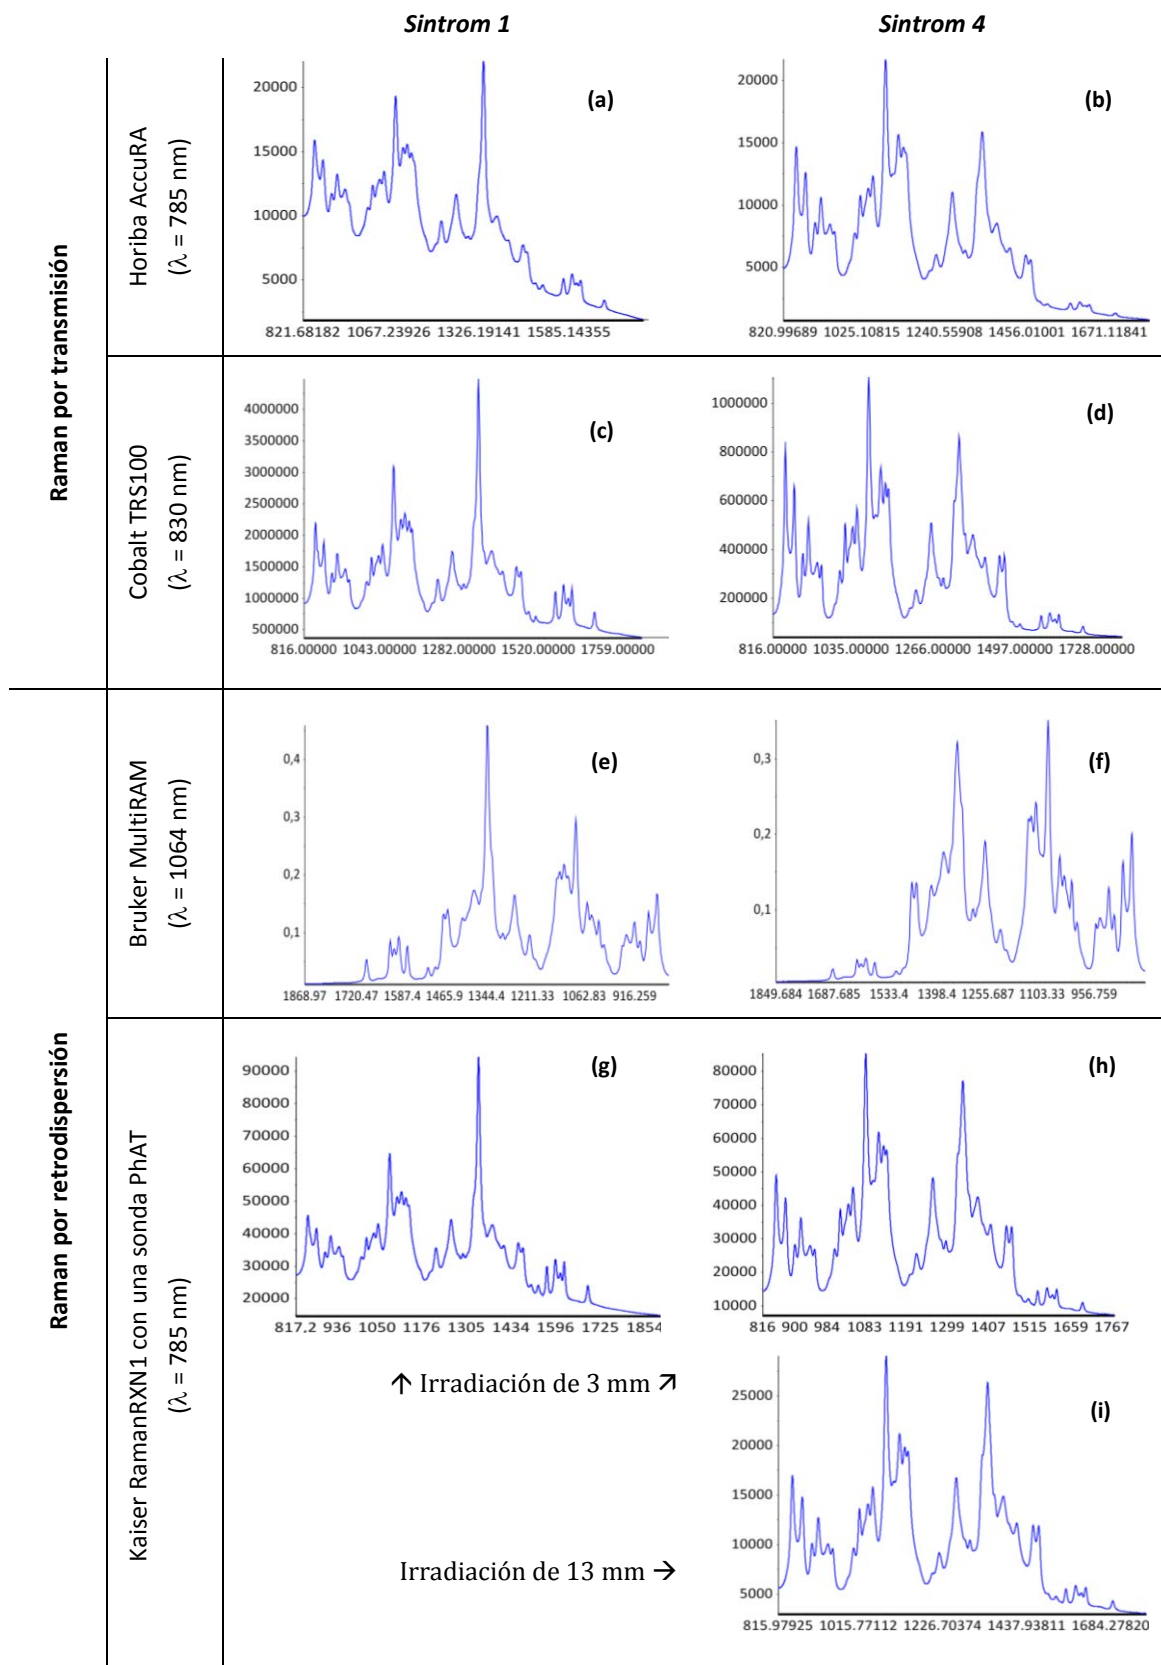 Sintrom 1
Sintrom 4
Raman por transmisión
Horiba AccuRA
(λ = 785 nm)
(a)
20000
15000
10000
5000
821.681182 1067.23926 1326.19141 1585.14355
(b)
20000
15000
10000
5000
820.99689 1025.10815 1240.55908 1456.01001 1671.11841
Cobalt TRS100
(λ = 830 nm)
(c)
4000000
3500000
3000000
2500000
2000000
1500000
1000000
500000
816.00000 1043.00000 1282.00000 1520.00000 1759.00000
(d)
1000000
800000
600000
400000
200000
816.00000 1035.00000 1266.00000 1497.00000 1728.00000
Raman por retrodispersión
Bruker MultiRAM
(λ = 1064 nm)
(e)
0,4
0,3
0,2
0,1
1868.97 1720.47 1587.4 1465.9 1344.4 1211.33 1062.83 916.259
(f)
0,3
0,2
0,1
1849.684 1687.685 1533.4 1398.4 1255.687 1103.33 956.759
Kaiser RamanRXN1 con una sonda PhAT
(λ = 785 nm)
(g)
90000
80000
70000
60000
50000
40000
30000
20000
817.2 936 1050 1176 1305 1434 1596 1725 1854
(h)
80000
70000
60000
50000
40000
30000
20000
10000
816 900 984 1083 1191 1299 1407 1515 1659 1767
↑ Irradiación de 3 mm ↗
(i)
25000
20000
15000
10000
5000
815.97925 1015.77112 1226.70374 1437.93811 1684.27820
Irradiación de 13 mm →